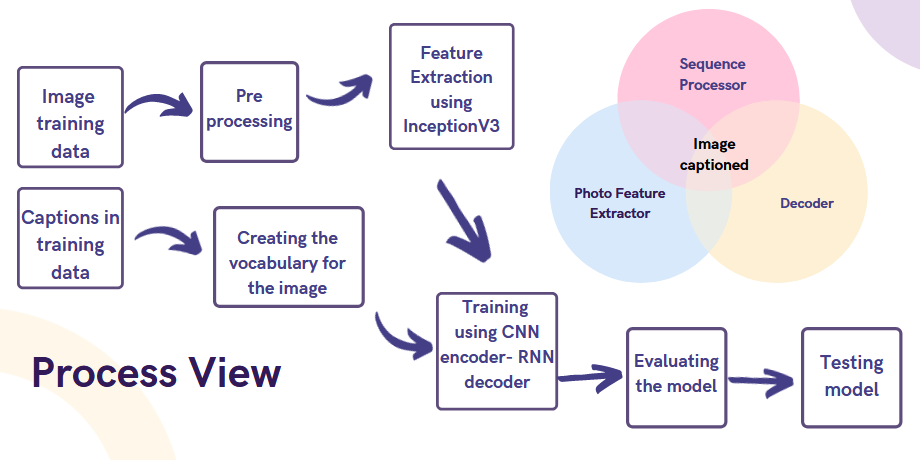 Image
training
data
Pre
processing
Feature
Extraction
using
InceptionV3
Sequence
Processor
Image
captioned
Photo Feature
Extractor
Decoder
Captions in
training
data
Creating the
vocabulary for
the image
Training
using CNN
encoder- RNN
decoder
Evaluating
the model
Testing
model
Process View